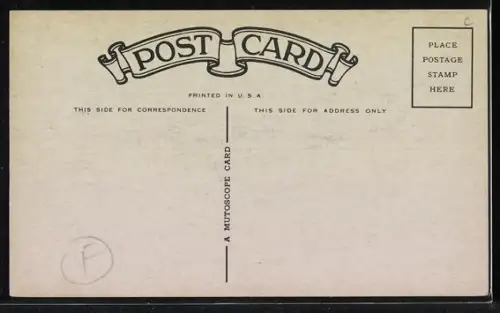 POST CARD
PRINTED IN U.S.A.
THIS SIDE FOR CORRESPONDENCE
THIS SIDE FOR ADDRESS ONLY
PLACE
POSTAGE
STAMP
HERE
A MUTOSCOPE CARD
F
C